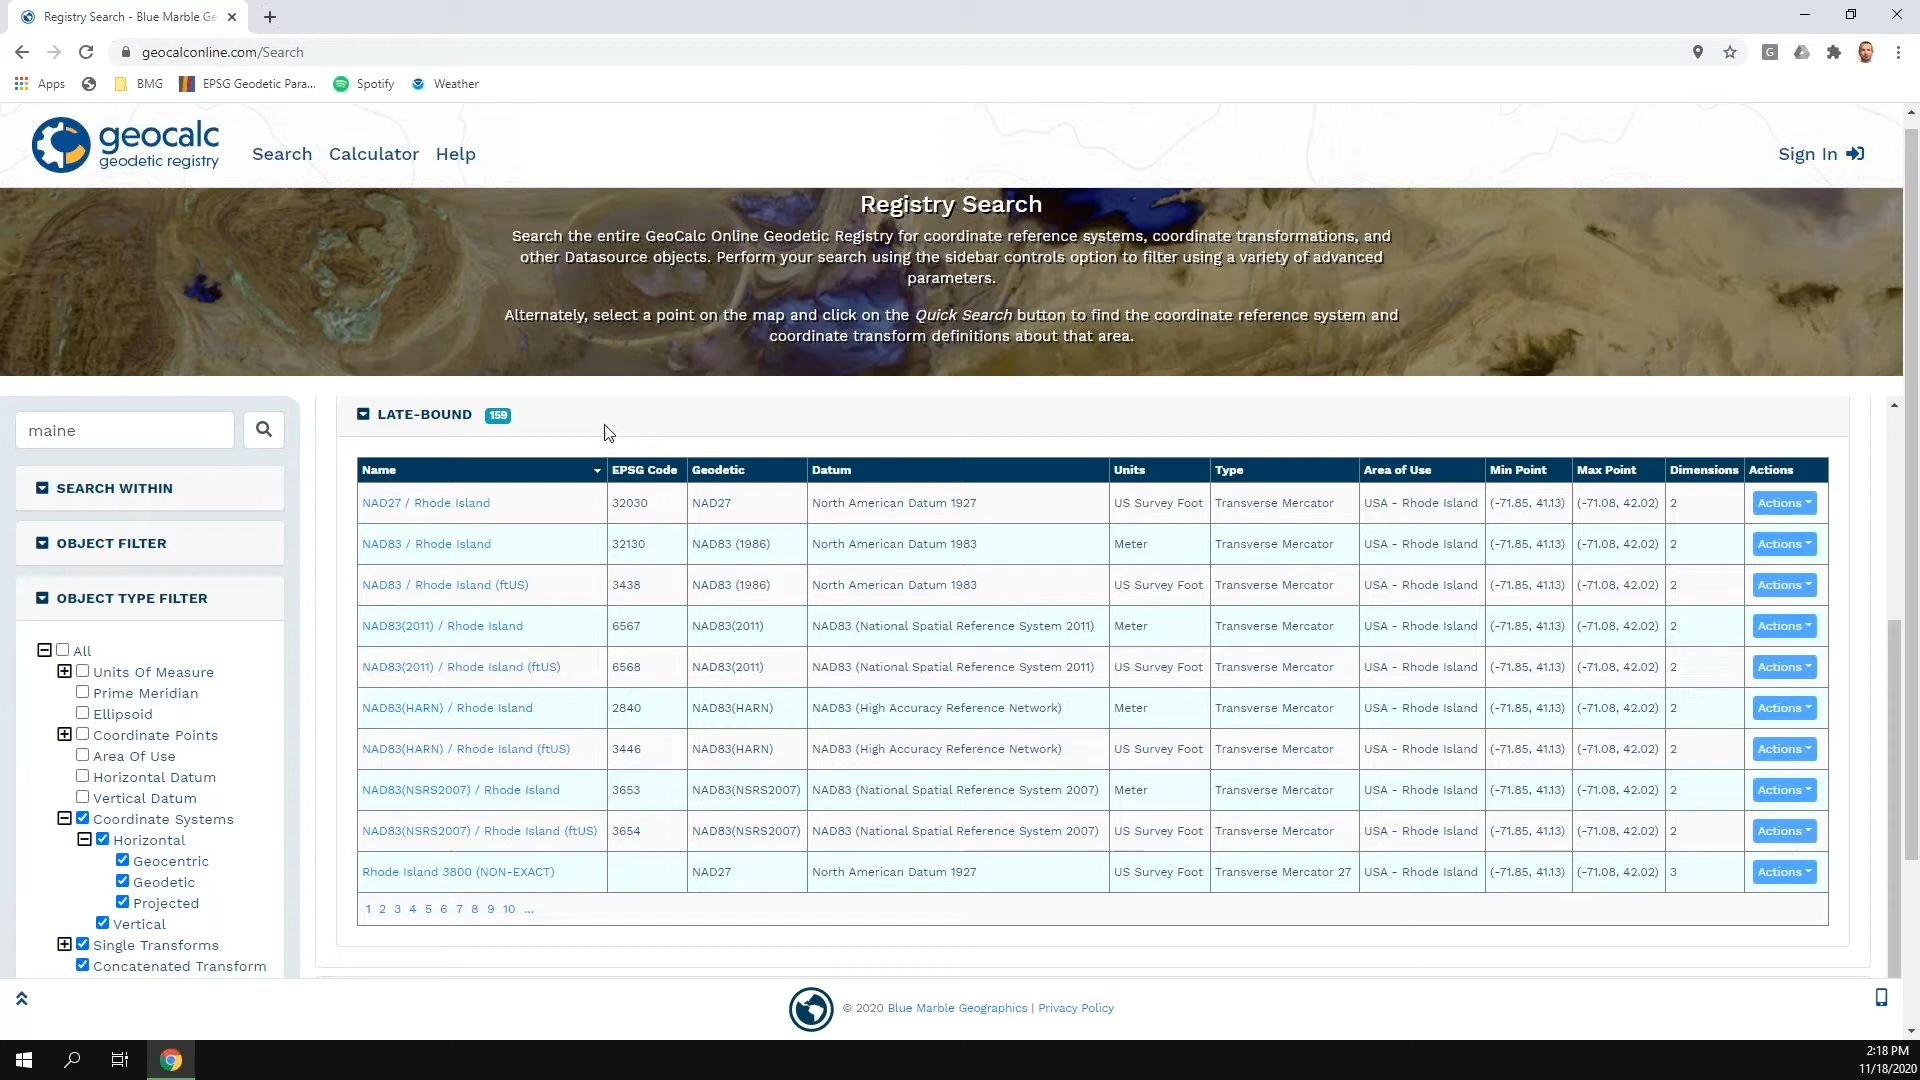 Registry Search - Blue Marble Ge
geocalconline.com/Search
Apps BMG EPSG Geodetic Para... Spotify Weather
geocalc
geodetic registry
Search Calculator Help
Sign In
Registry Search
Search the entire GeoCalc Online Geodetic Registry for coordinate reference systems, coordinate transformations, and
other Datasource objects. Perform your search using the sidebar controls option to filter using a variety of advanced
parameters.
Alternately, select a point on the map and click on the Quick Search button to find the coordinate reference system and
coordinate transform definitions about that area.
maine
SEARCH WITHIN
OBJECT FILTER
OBJECT TYPE FILTER
All
Units Of Measure
Prime Meridian
Ellipsoid
Coordinate Points
Area Of Use
Horizontal Datum
Vertical Datum
Coordinate Systems
Horizontal
Geocentric
Geodetic
Projected
Vertical
Single Transforms
Concatenated Transform
LATE-BOUND 159
Name EPSG Code Geodetic Datum Units Type Area of Use Min Point Max Point Dimensions Actions
NAD27 / Rhode Island 32030 NAD27 North American Datum 1927 US Survey Foot Transverse Mercator USA - Rhode Island (-71.85, 41.13) (-71.08, 42.02) 2 Actions
NAD83 / Rhode Island 32130 NAD83 (1986) North American Datum 1983 Meter Transverse Mercator USA - Rhode Island (-71.85, 41.13) (-71.08, 42.02) 2 Actions
NAD83 / Rhode Island (ftUS) 3438 NAD83 (1986) North American Datum 1983 US Survey Foot Transverse Mercator USA - Rhode Island (-71.85, 41.13) (-71.08, 42.02) 2 Actions
NAD83(2011) / Rhode Island 6567 NAD83(2011) NAD83 (National Spatial Reference System 2011) Meter Transverse Mercator USA - Rhode Island (-71.85, 41.13) (-71.08, 42.02) 2 Actions
NAD83(2011) / Rhode Island (ftUS) 6568 NAD83(2011) NAD83 (National Spatial Reference System 2011) US Survey Foot Transverse Mercator USA - Rhode Island (-71.85, 41.13) (-71.08, 42.02) 2 Actions
NAD83(HARN) / Rhode Island 2840 NAD83(HARN) NAD83 (High Accuracy Reference Network) Meter Transverse Mercator USA - Rhode Island (-71.85, 41.13) (-71.08, 42.02) 2 Actions
NAD83(HARN) / Rhode Island (ftUS) 3446 NAD83(HARN) NAD83 (High Accuracy Reference Network) US Survey Foot Transverse Mercator USA - Rhode Island (-71.85, 41.13) (-71.08, 42.02) 2 Actions
NAD83(NSRS2007) / Rhode Island 3653 NAD83(NSRS2007) NAD83 (National Spatial Reference System 2007) Meter Transverse Mercator USA - Rhode Island (-71.85, 41.13) (-71.08, 42.02) 2 Actions
NAD83(NSRS2007) / Rhode Island (ftUS) 3654 NAD83(NSRS2007) NAD83 (National Spatial Reference System 2007) US Survey Foot Transverse Mercator USA - Rhode Island (-71.85, 41.13) (-71.08, 42.02) 2 Actions
Rhode Island 3800 (NON-EXACT) NAD27 North American Datum 1927 US Survey Foot Transverse Mercator 27 USA - Rhode Island (-71.85, 41.13) (-71.08, 42.02) 3 Actions
1 2 3 4 5 6 7 8 9 10 ...
© 2020 Blue Marble Geographics | Privacy Policy
2:18 PM
11/18/2020